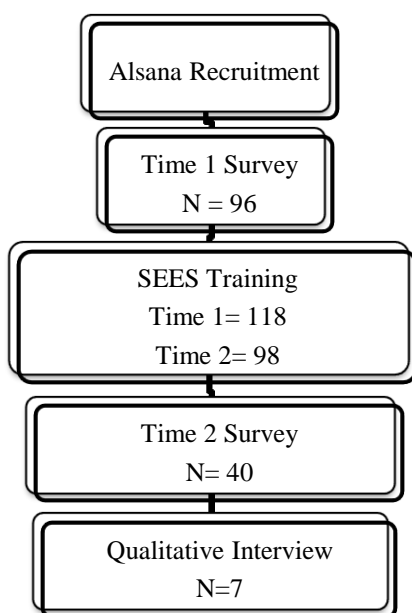 Alsana Recruitment
Time 1 Survey
N = 96
SEES Training
Time 1= 118
Time 2= 98
Time 2 Survey
N= 40
Qualitative Interview
N=7